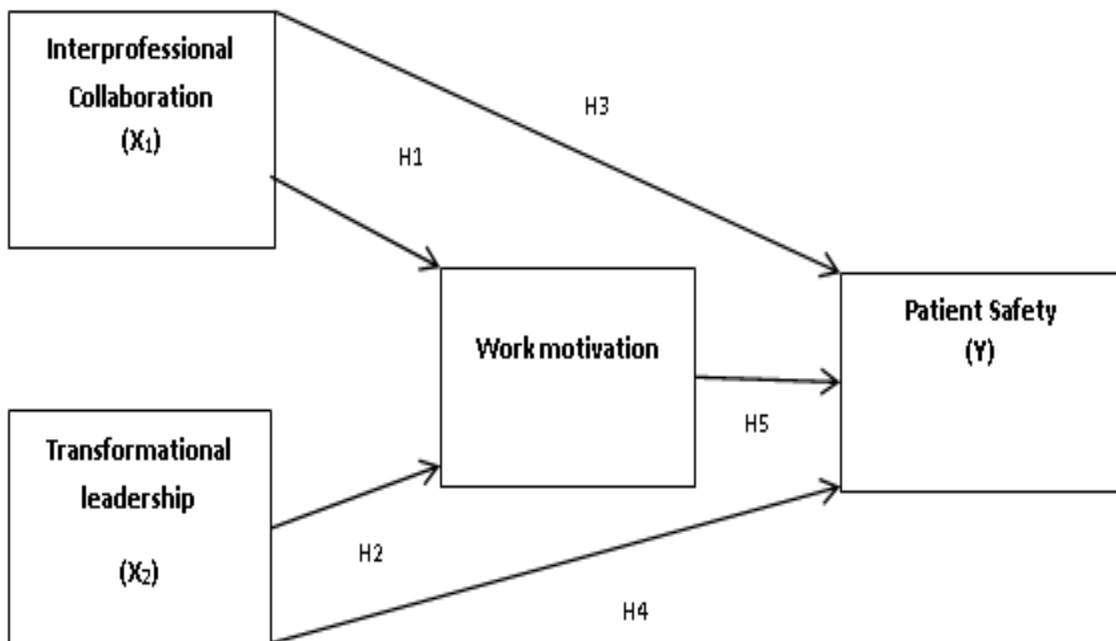 Interprofessional
Collaboration
(X₁)
H3
H1
Work motivation
Patient Safety
(Y)
H5
Transformational
leadership
(X₂)
H2
H4